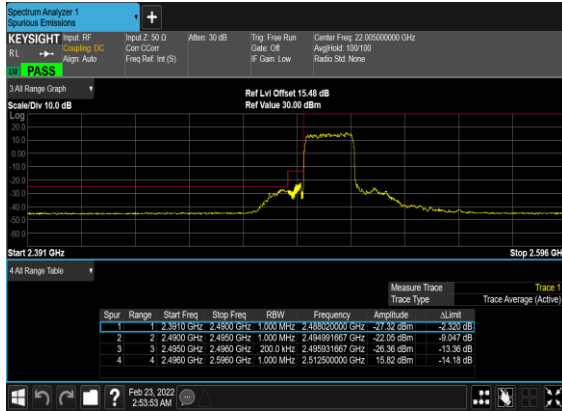 Spectrum Analyzer 1
Spurious Emissions
KEYSIGHT Input: RF Input Z: 50 Ω Atten: 30 dB Trig: Free Run Center Freq: 22.005000000 GHz
RL Coupling: DC Corr CCorr Gate: Off Avg|Hold: 100/100
Align: Auto Freq Ref: Int (S) IF Gain: Low Radio Std: None
PASS
3 All Range Graph Ref Lvl Offset 15.48 dB
Scale/Div 10.0 dB Ref Value 30.00 dBm
Log
20.0
10.0
0.00
-10.0
-20.0
-30.0
-40.0
-50.0
-60.0
Start 2.391 GHz Stop 2.596 GHz
4 All Range Table
Measure Trace Trace 1
Trace Type Trace Average (Active)
Spur Range Start Freq Stop Freq RBW Frequency Amplitude ΔLimit
1 1 2.3910 GHz 2.4900 GHz 1.000 MHz 2.488020000 GHz -27.32 dBm -2.320 dB
2 2 2.4900 GHz 2.4950 GHz 1.000 MHz 2.494991667 GHz -22.05 dBm -9.047 dB
3 3 2.4950 GHz 2.4960 GHz 200.0 kHz 2.495931667 GHz -26.36 dBm -13.36 dB
4 4 2.4960 GHz 2.5960 GHz 1.000 MHz 2.512500000 GHz 15.82 dBm -14.18 dB
Feb 23, 2022
2:53:53 AM